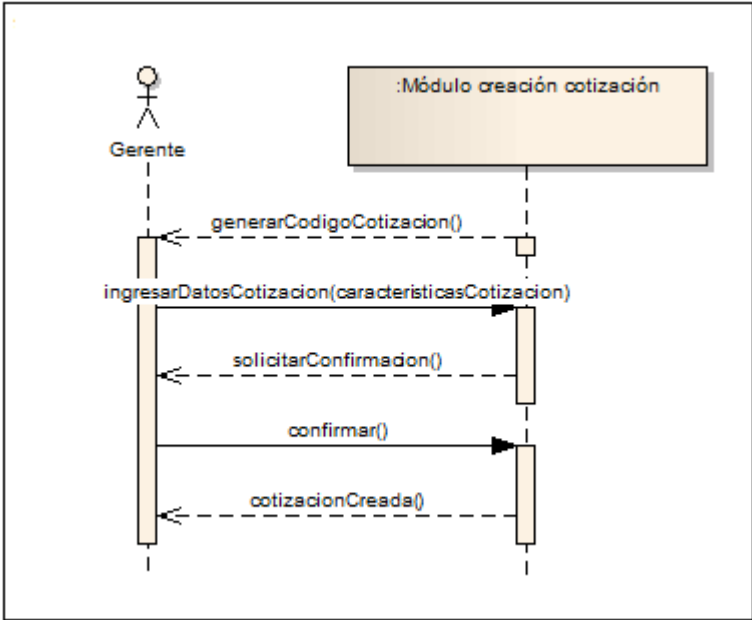 :Módulo creación cotización
Gerente
generarCodigoCotizacion()
ingresarDatosCotizacion(caracteristicasCotizacion)
solicitarConfirmacion()
confirmar()
cotizacionCreada()